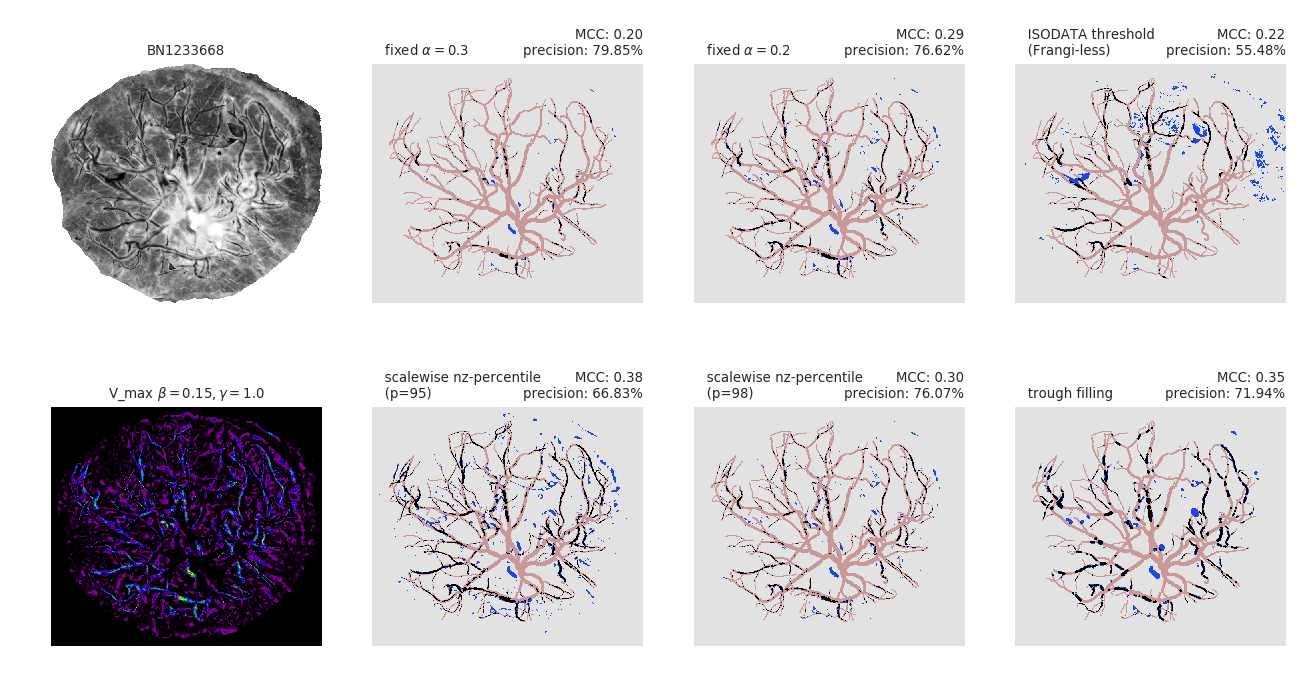 BN1233668
fixed α = 0.3
MCC: 0.20
precision: 79.85%
fixed α = 0.2
MCC: 0.29
precision: 76.62%
ISODATA threshold
(Frangi-less)
MCC: 0.22
precision: 55.48%
V_max β = 0.15, γ = 1.0
scalewise nz-percentile
(p=95)
MCC: 0.38
precision: 66.83%
scalewise nz-percentile
(p=98)
MCC: 0.30
precision: 76.07%
trough filling
MCC: 0.35
precision: 71.94%